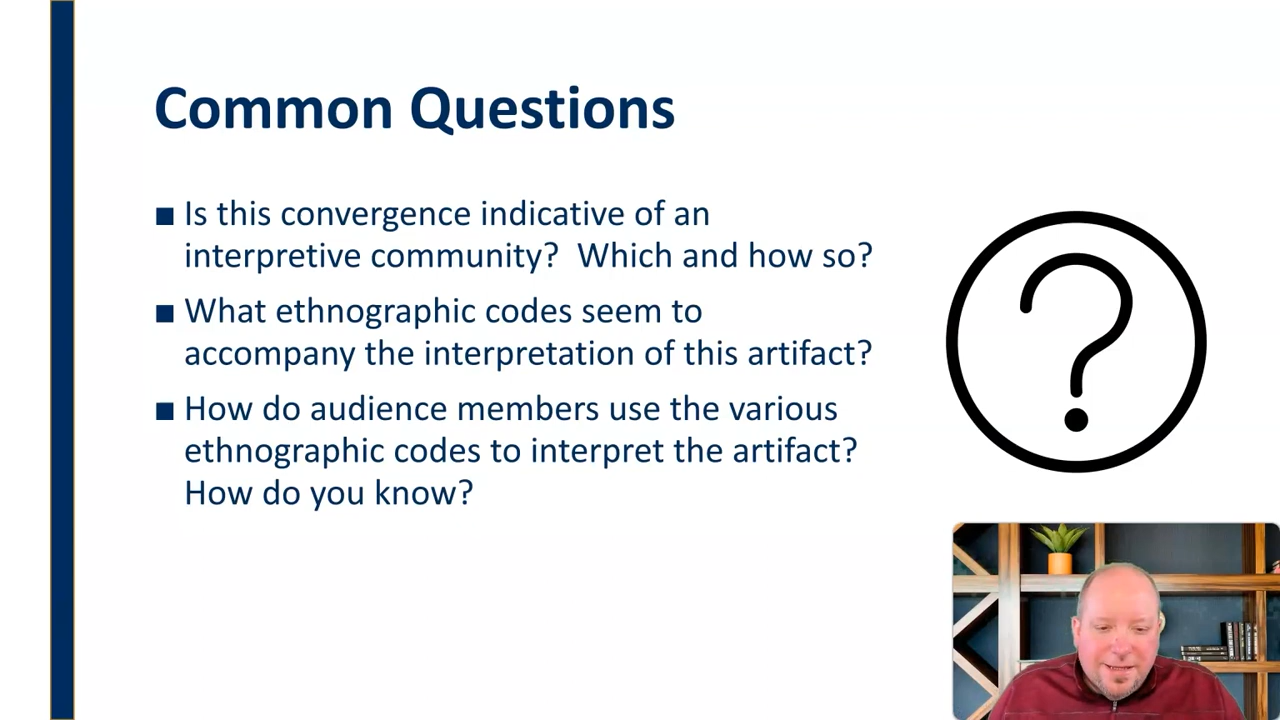 Common Questions
■ Is this convergence indicative of an
interpretive community?  Which and how so?
■ What ethnographic codes seem to
accompany the interpretation of this artifact?
■ How do audience members use the various
ethnographic codes to interpret the artifact?
How do you know?
?